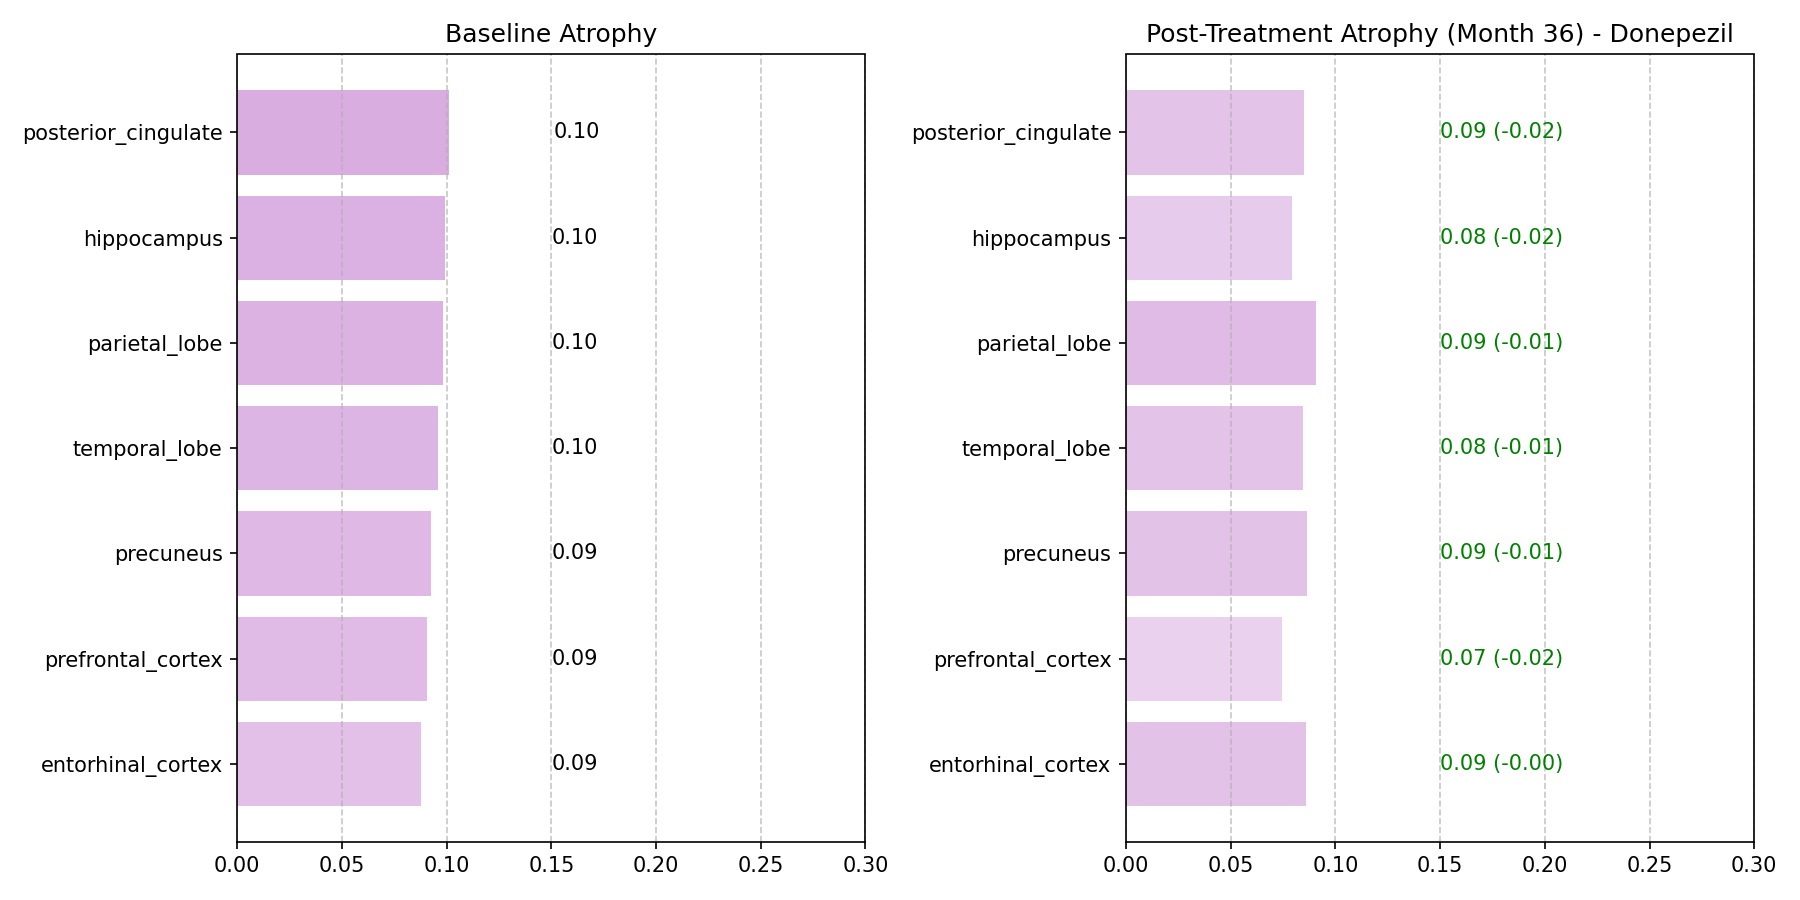 Baseline Atrophy
posterior_cingulate 0.10
hippocampus 0.10
parietal_lobe 0.10
temporal_lobe 0.10
precuneus 0.09
prefrontal_cortex 0.09
entorhinal_cortex 0.09
0.00 0.05 0.10 0.15 0.20 0.25 0.30
Post-Treatment Atrophy (Month 36) - Donepezil
posterior_cingulate 0.09 (-0.02)
hippocampus 0.08 (-0.02)
parietal_lobe 0.09 (-0.01)
temporal_lobe 0.08 (-0.01)
precuneus 0.09 (-0.01)
prefrontal_cortex 0.07 (-0.02)
entorhinal_cortex 0.09 (-0.00)
0.00 0.05 0.10 0.15 0.20 0.25 0.30